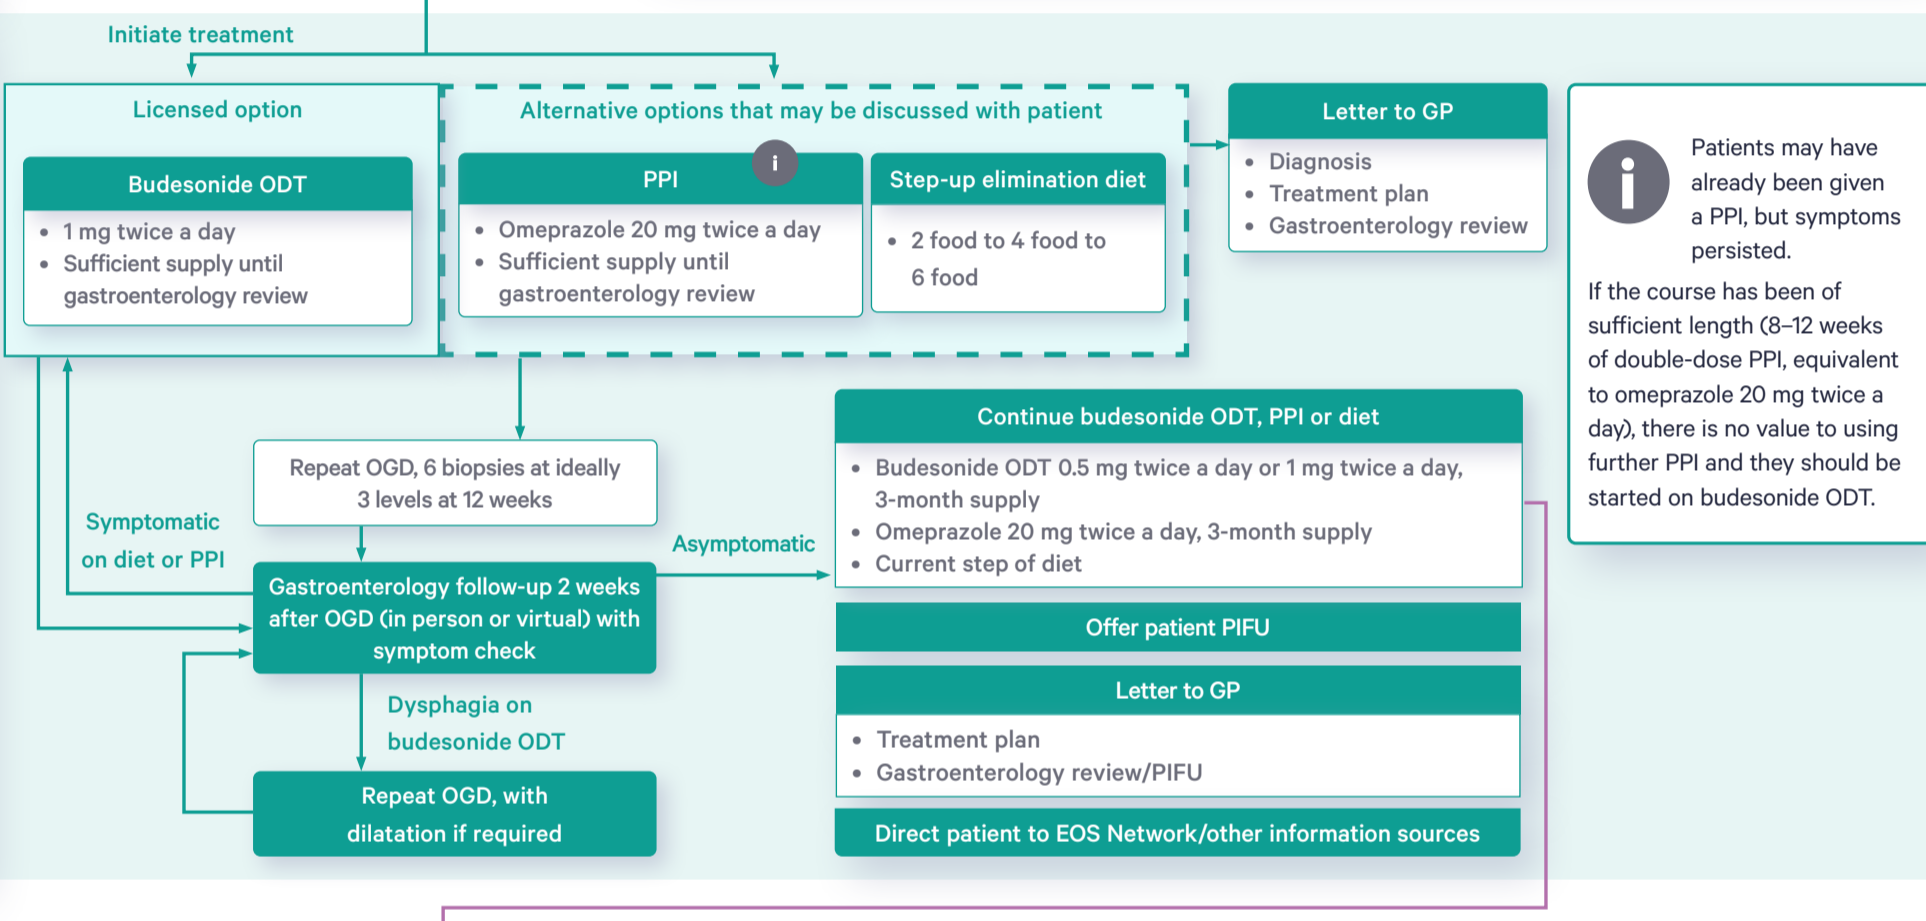 Initiate treatment
Licensed option
Budesonide ODT
• 1 mg twice a day
• Sufficient supply until
gastroenterology review
Alternative options that may be discussed with patient
PPI
i
• Omeprazole 20 mg twice a day
• Sufficient supply until
gastroenterology review
Step-up elimination diet
• 2 food to 4 food to
6 food
Letter to GP
• Diagnosis
• Treatment plan
• Gastroenterology review
i
Patients may have
already been given
a PPI, but symptoms
persisted.
If the course has been of
sufficient length (8–12 weeks
of double-dose PPI, equivalent
to omeprazole 20 mg twice a
day), there is no value to using
further PPI and they should be
started on budesonide ODT.
Repeat OGD, 6 biopsies at ideally
3 levels at 12 weeks
Symptomatic
on diet or PPI
Gastroenterology follow-up 2 weeks
after OGD (in person or virtual) with
symptom check
Asymptomatic
Dysphagia on
budesonide ODT
Repeat OGD, with
dilatation if required
Continue budesonide ODT, PPI or diet
• Budesonide ODT 0.5 mg twice a day or 1 mg twice a day,
3-month supply
• Omeprazole 20 mg twice a day, 3-month supply
• Current step of diet
Offer patient PIFU
Letter to GP
• Treatment plan
• Gastroenterology review/PIFU
Direct patient to EOS Network/other information sources